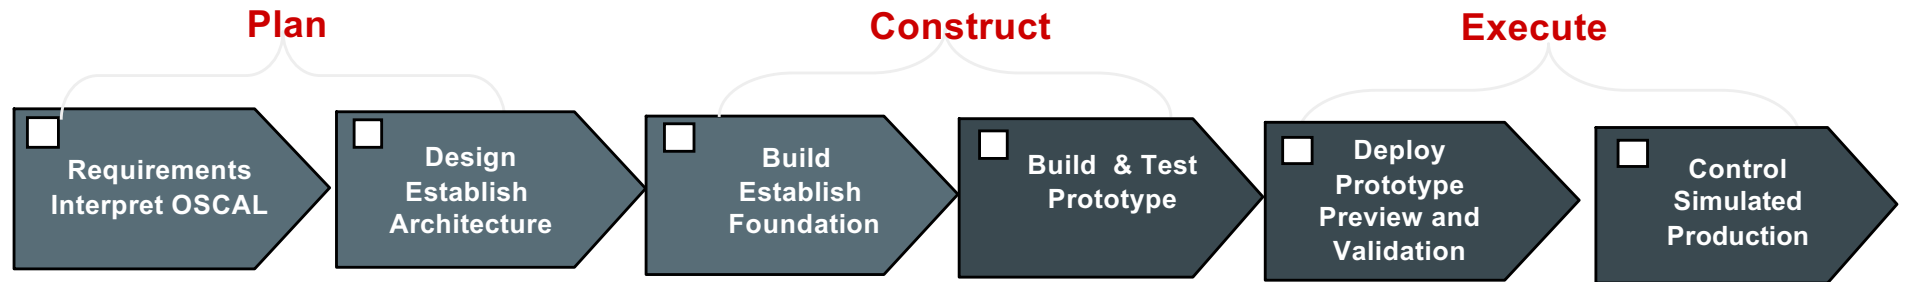 Plan
Construct
Execute
Requirements
Interpret OSCAL
Design
Establish
Architecture
Build
Establish
Foundation
Build & Test
Prototype
Deploy
Prototype
Preview and
Validation
Control
Simulated
Production